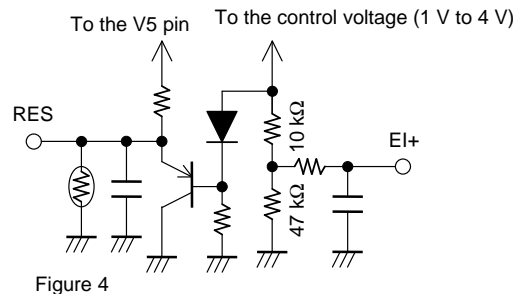 To the V5 pin
To the control voltage (1 V to 4 V)
RES
10 kΩ
EI+
47 kΩ
Figure 4